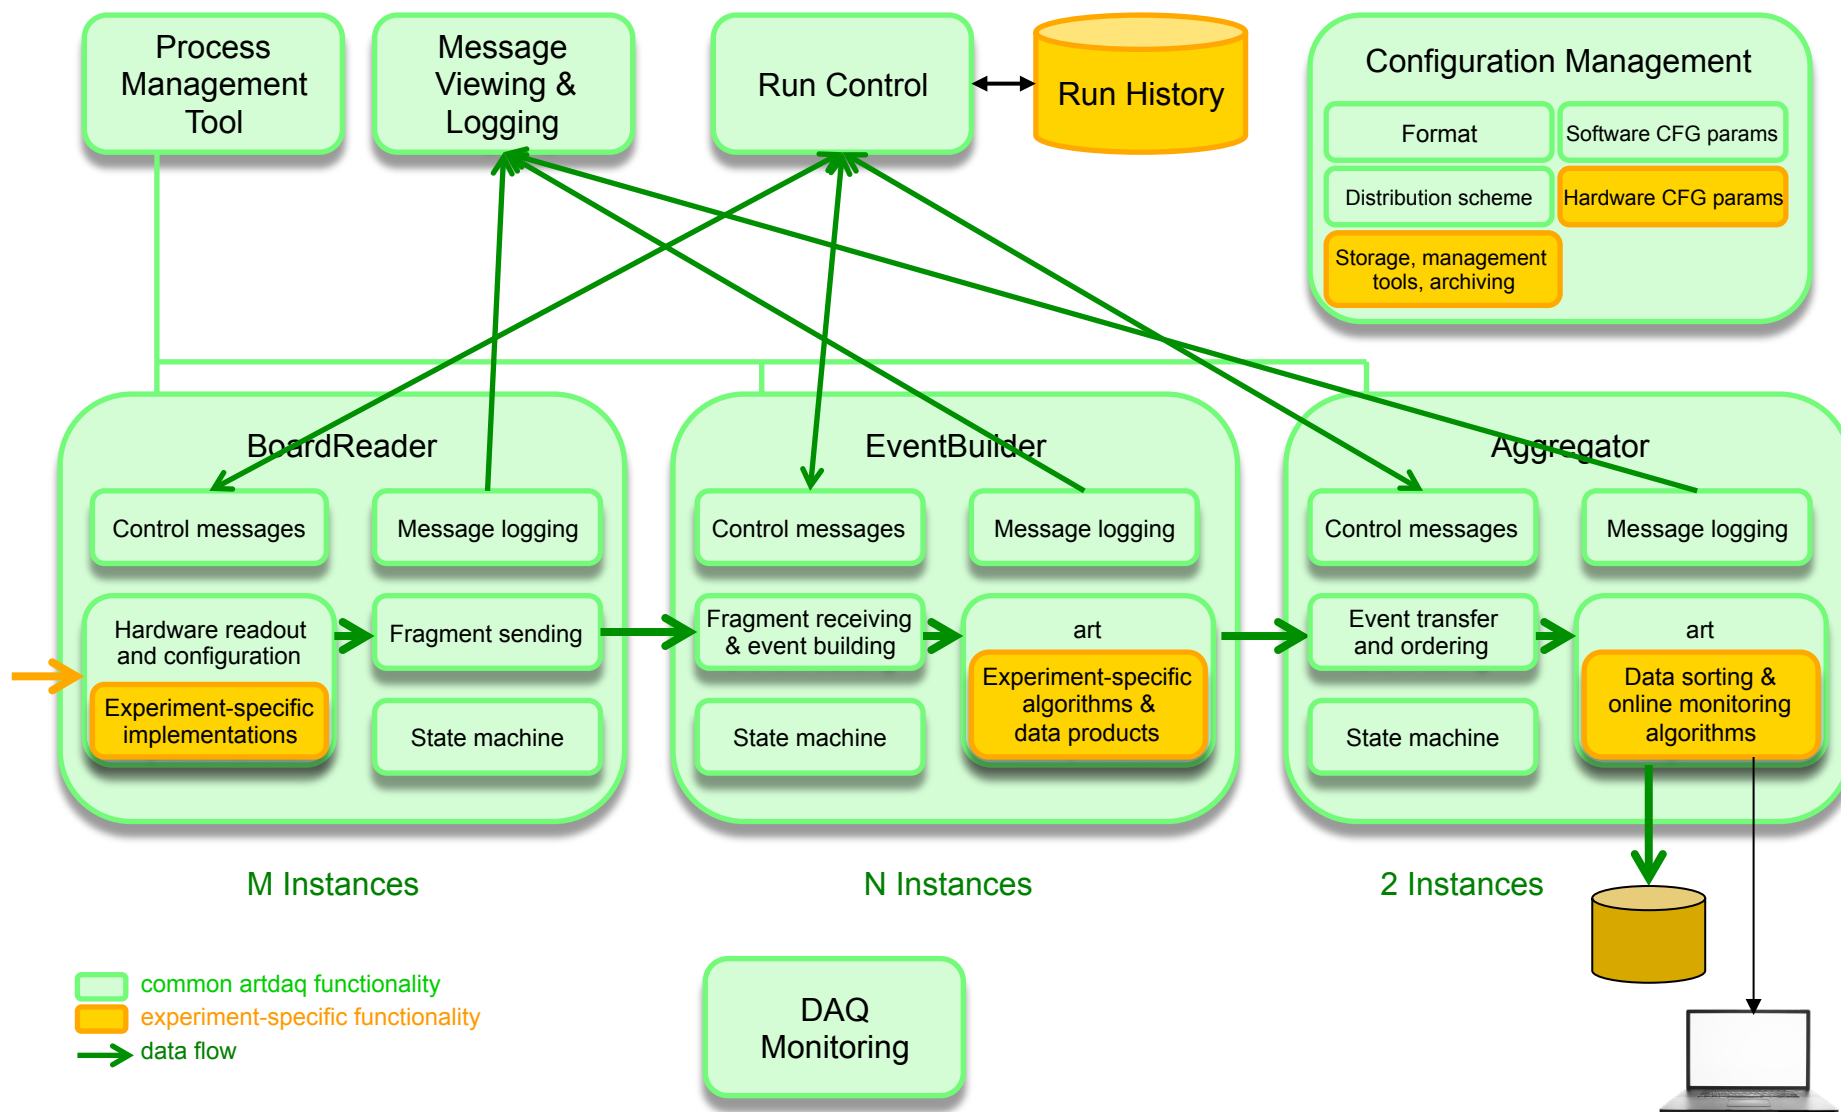 Process
Management
Tool
Message
Viewing &
Logging
Run Control
Run History
Configuration Management
Format
Software CFG params
Distribution scheme
Hardware CFG params
Storage, management
tools, archiving
BoardReader
Control messages
Message logging
Hardware readout
and configuration
Experiment-specific
implementations
Fragment sending
State machine
EventBuilder
Control messages
Message logging
Fragment receiving
& event building
art
Experiment-specific
algorithms &
data products
State machine
Aggregator
Control messages
Message logging
Event transfer
and ordering
art
Data sorting &
online monitoring
algorithms
State machine
M Instances
N Instances
2 Instances
common artdaq functionality
experiment-specific functionality
data flow
DAQ
Monitoring